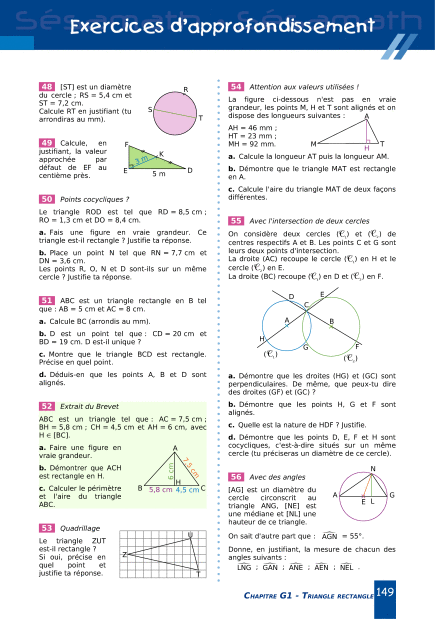 Sésamath Sésamath Sésamath
Exercices d'approfondissement
48 [ST] est un diamètre
du cercle ; RS = 5,4 cm et
ST = 7,2 cm.
Calcule RT en justifiant (tu
arrondiras au mm).
R
S
T
49 Calcule, en
justifiant, la valeur
approchée par
défaut de EF au
centième près.
F
K
3 m
E
D
5 m
50 Points cocycliques ?
Le triangle ROD est tel que RD = 8,5 cm ;
RO = 1,3 cm et DO = 8,4 cm.
a. Fais une figure en vraie grandeur. Ce
triangle est-il rectangle ? Justifie ta réponse.
b. Place un point N tel que RN = 7,7 cm et
DN = 3,6 cm.
Les points R, O, N et D sont-ils sur un même
cercle ? Justifie ta réponse.
51 ABC est un triangle rectangle en B tel
que : AB = 5 cm et AC = 8 cm.
a. Calcule BC (arrondis au mm).
b. D est un point tel que : CD = 20 cm et
BD = 19 cm. D est-il unique ?
c. Montre que le triangle BCD est rectangle.
Précise en quel point.
d. Déduis-en que les points A, B et D sont
alignés.
52 Extrait du Brevet
ABC est un triangle tel que : AC = 7,5 cm ;
BH = 5,8 cm ; CH = 4,5 cm et AH = 6 cm, avec
H ∈ [BC].
a. Faire une figure en
vraie grandeur.
b. Démontrer que ACH
est rectangle en H.
c. Calculer le périmètre
et l'aire du triangle
ABC.
A
6 cm
7,5 cm
H
B 5,8 cm 4,5 cm C
53 Quadrillage
Le triangle ZUT
est-il rectangle ?
Si oui, précise en
quel point et
justifie ta réponse.
U
Z
T
54 Attention aux valeurs utilisées !
La figure ci-dessous n'est pas en vraie
grandeur, les points M, H et T sont alignés et on
dispose des longueurs suivantes :
AH = 46 mm ;
HT = 23 mm ;
MH = 92 mm.
A
M
H
T
a. Calcule la longueur AT puis la longueur AM.
b. Démontre que le triangle MAT est rectangle
en A.
c. Calcule l'aire du triangle MAT de deux façons
différentes.
55 Avec l'intersection de deux cercles
On considère deux cercles (𝒞₁) et (𝒞₂) de
centres respectifs A et B. Les points C et G sont
leurs deux points d'intersection.
La droite (AC) recoupe le cercle (𝒞₁) en H et le
cercle (𝒞₂) en E.
La droite (BC) recoupe (𝒞₁) en D et (𝒞₂) en F.
D
E
C
A
B
H
G
F
(𝒞₁)
(𝒞₂)
a. Démontre que les droites (HG) et (GC) sont
perpendiculaires. De même, que peux-tu dire
des droites (GF) et (GC) ?
b. Démontre que les points H, G et F sont
alignés.
c. Quelle est la nature de HDF ? Justifie.
d. Démontre que les points D, E, F et H sont
cocycliques, c'est-à-dire situés sur un même
cercle (tu préciseras un diamètre de ce cercle).
56 Avec des angles
[AG] est un diamètre du
cercle circonscrit au
triangle ANG, [NE] est
une médiane et [NL] une
hauteur de ce triangle.
N
A
E L
G
On sait d'autre part que : AGN = 55°.
Donne, en justifiant, la mesure de chacun des
angles suivants :
LNG ; GAN ; ANE ; AEN ; NEL .
CHAPITRE G1 - TRIANGLE RECTANGLE 149